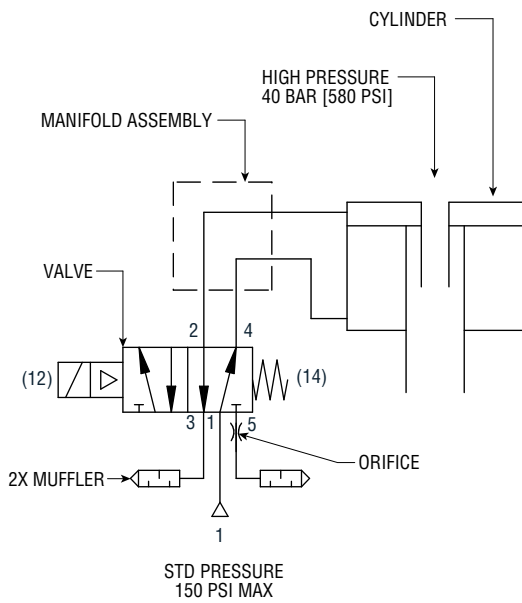 CYLINDER
HIGH PRESSURE
40 BAR [580 PSI]
MANIFOLD ASSEMBLY
VALVE
2 4
(12) (14)
3 1 5
ORIFICE
2X MUFFLER
1
STD PRESSURE
150 PSI MAX